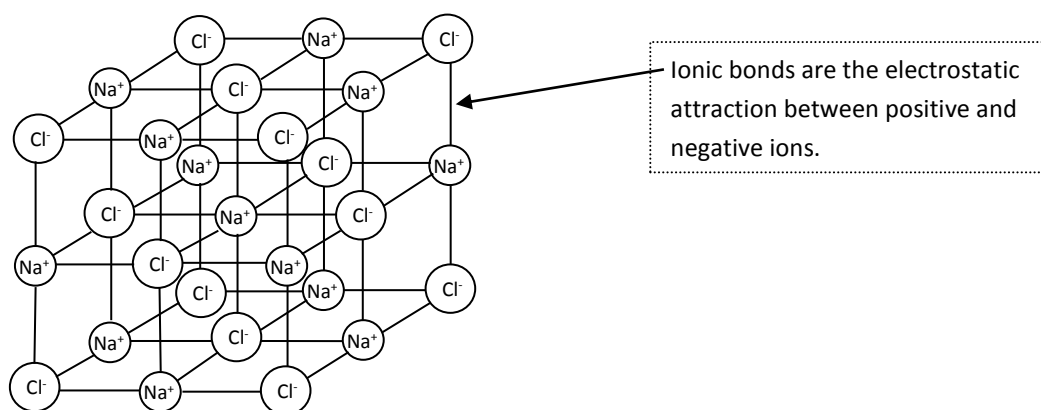 Cl⁻ Na⁺ Cl⁻
Na⁺ Cl⁻ Na⁺
Cl⁻ Na⁺ Cl⁻
Na⁺ Cl⁻ Na⁺
Cl⁻ Na⁺ Cl⁻
Na⁺ Cl⁻ Na⁺
Cl⁻ Na⁺ Cl⁻
Na⁺ Cl⁻ Na⁺
Cl⁻ Na⁺ Cl⁻
Ionic bonds are the electrostatic
attraction between positive and
negative ions.